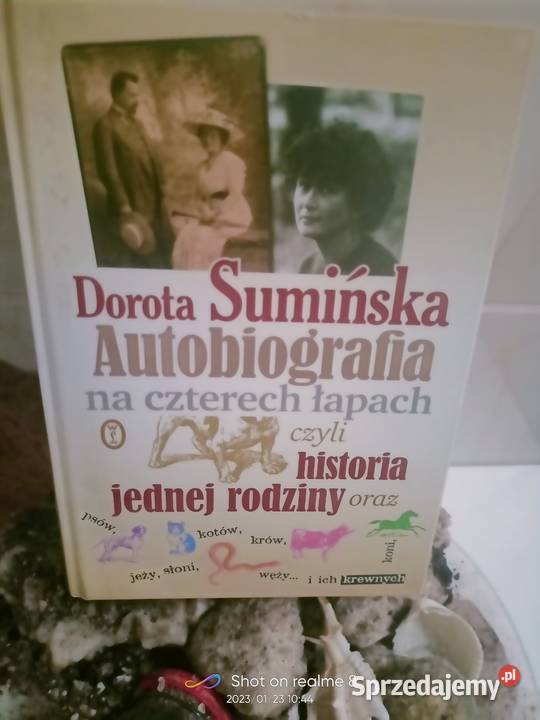 Dorota Sumińska
Autobiografia
na czterech łapach
czyli
historia
jednej rodziny oraz
psów, kotów, krów, koni,
jeży, słoni, węży... i ich krewnych
Shot on realme 8
2023/01/23 10:44
Sprzedajemy.pl